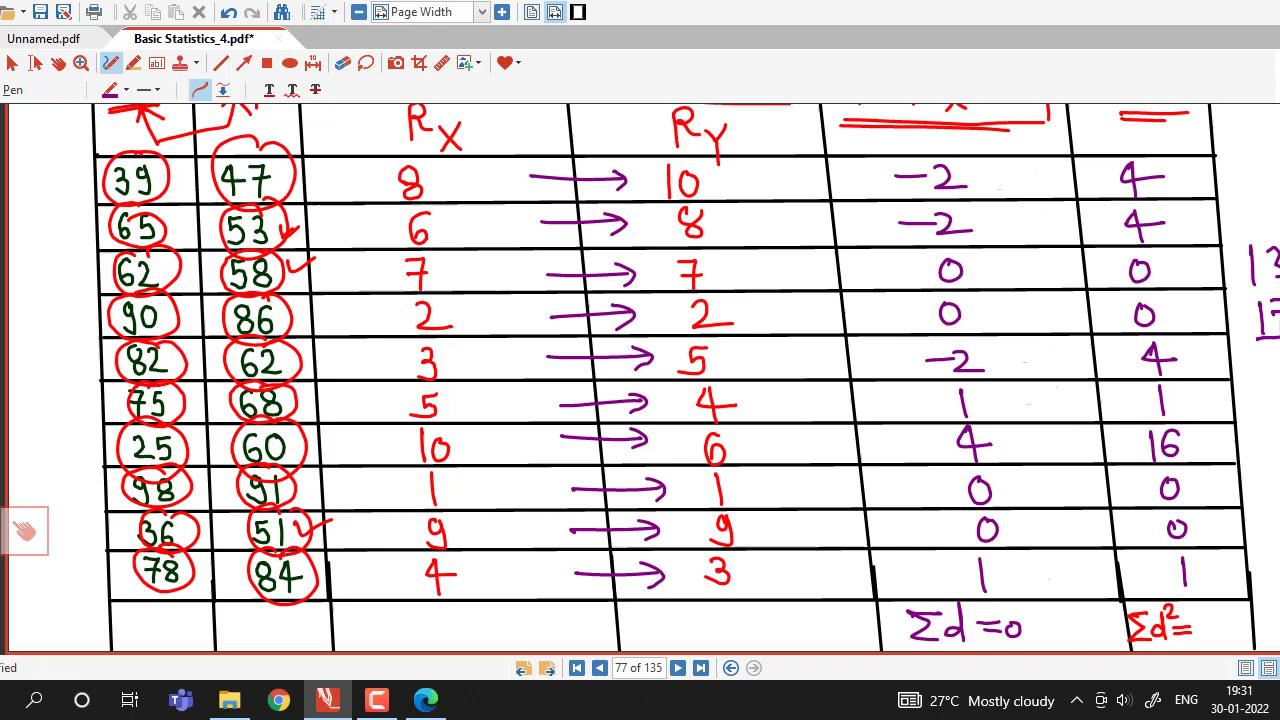 Page Width
Unnamed.pdf Basic Statistics_4.pdf*
Pen
R X R Y
39 47 8 → 10 -2 4
65 53 6 → 8 -2 4
62 58 7 → 7 0 0
90 86 2 → 2 0 0
82 62 3 → 5 -2 4
75 68 5 → 4 1 1
25 60 10 → 6 4 16
98 91 1 → 1 0 0
36 51 9 → 9 0 0
78 84 4 → 3 1 1
Σd = 0 Σd² =
77 of 135
27°C Mostly cloudy ENG 19:31
30-01-2022